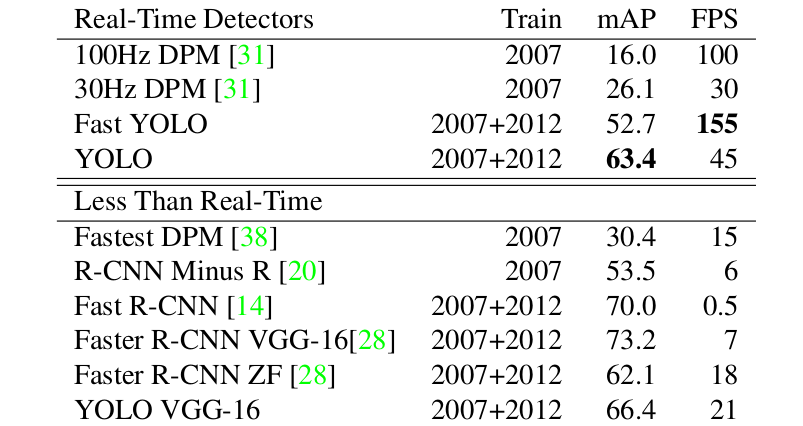 Real-Time Detectors Train mAP FPS
100Hz DPM [31] 2007 16.0 100
30Hz DPM [31] 2007 26.1 30
Fast YOLO 2007+2012 52.7 155
YOLO 2007+2012 63.4 45
Less Than Real-Time
Fastest DPM [38] 2007 30.4 15
R-CNN Minus R [20] 2007 53.5 6
Fast R-CNN [14] 2007+2012 70.0 0.5
Faster R-CNN VGG-16[28] 2007+2012 73.2 7
Faster R-CNN ZF [28] 2007+2012 62.1 18
YOLO VGG-16 2007+2012 66.4 21